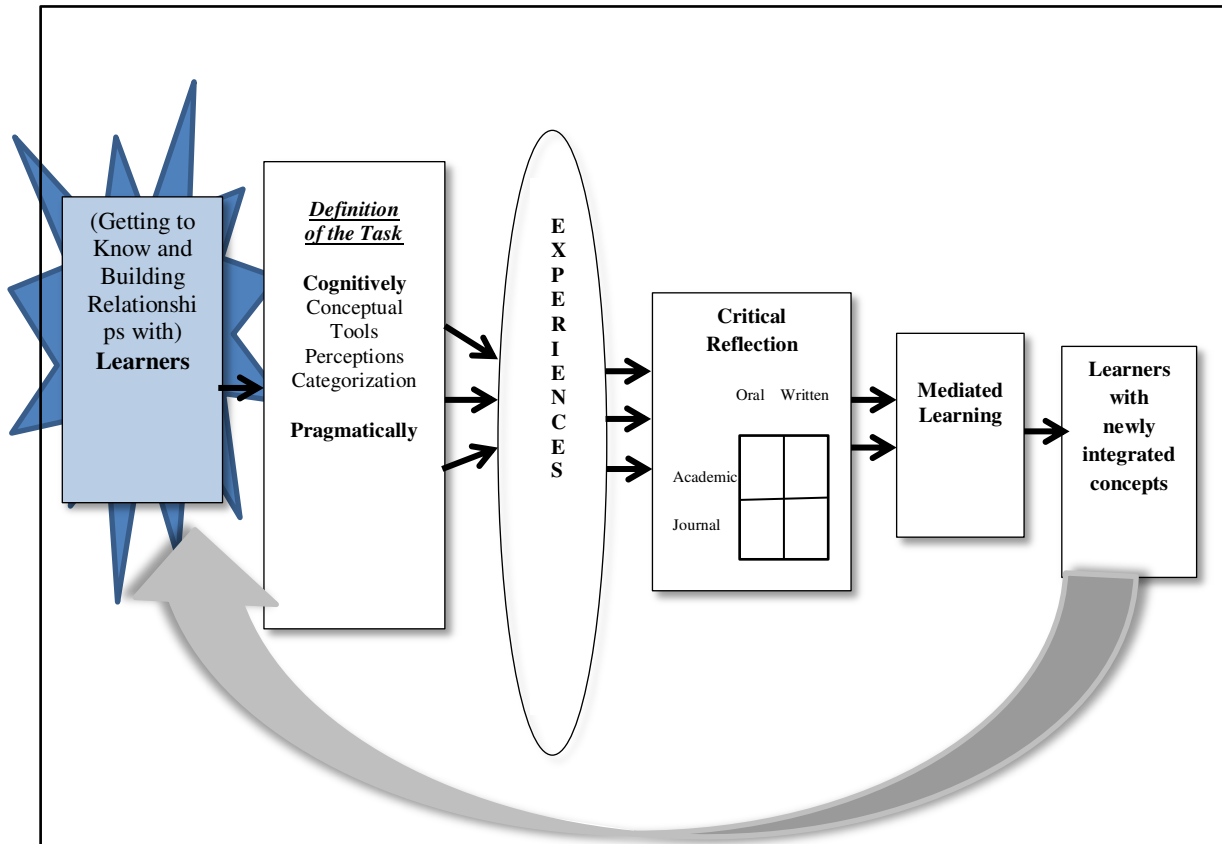 (Getting to
Know and
Building
Relationshi
ps with)
Learners
Definition
of the Task
Cognitively
Conceptual
Tools
Perceptions
Categorization
Pragmatically
E
X
P
E
R
I
E
N
C
E
S
Critical
Reflection
Oral Written
Academic
Journal
Mediated
Learning
Learners
with
newly
integrated
concepts